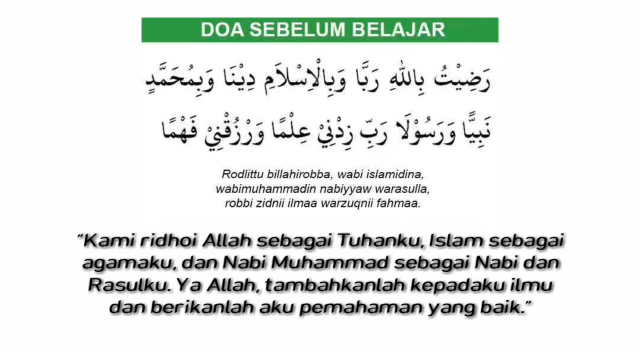 DOA SEBELUM BELAJAR
رَضِيْتُ بِاللهِ رَبًّا وَبِالْاِسْلَامِ دِيْنَا وَبِمُحَمَّدٍ
نَبِيًّا وَرَسُوْلَا رَبِّ زِدْنِيْ عِلْمًا وَرْزُقْنِيْ فَهْمًا
Rodlittu billahirobba, wabi islamidina,
wabimuhammadin nabiyyaw warasulla,
robbi zidnii ilmaa warzuqnii fahmaa.
"Kami ridhoi Allah sebagai Tuhanku, Islam sebagai
agamaku, dan Nabi Muhammad sebagai Nabi dan
Rasulku. Ya Allah, tambahkanlah kepadaku ilmu
dan berikanlah aku pemahaman yang baik."